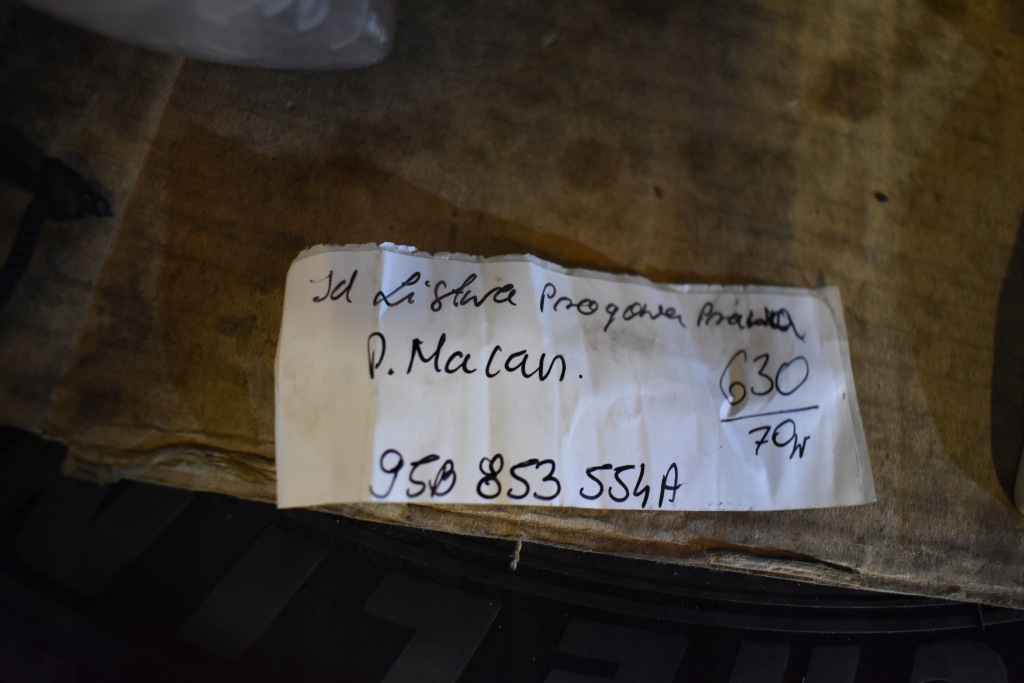 Id Listwa Progowa Prawa
P. Macan.
630
70w
95B 853 554A